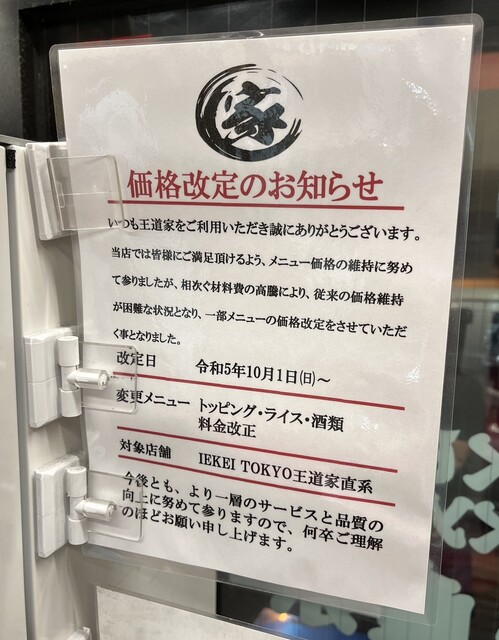 家
価格改定のお知らせ
いつも王道家をご利用いただき誠にありがとうございます。
当店では皆様にご満足頂けるよう、メニュー価格の維持に努め
て参りましたが、相次ぐ材料費の高騰により、従来の価格維持
が困難な状況となり、一部メニューの価格改定をさせていただ
く事となりました。
改定日 令和5年10月1日(日)~
変更メニュー トッピング・ライス・酒類
料金改正
対象店舗 IEKEI TOKYO王道家直系
今後とも、より一層のサービスと品質の
向上に努めて参りますので、何卒ご理解
のほどお願い申し上げます。